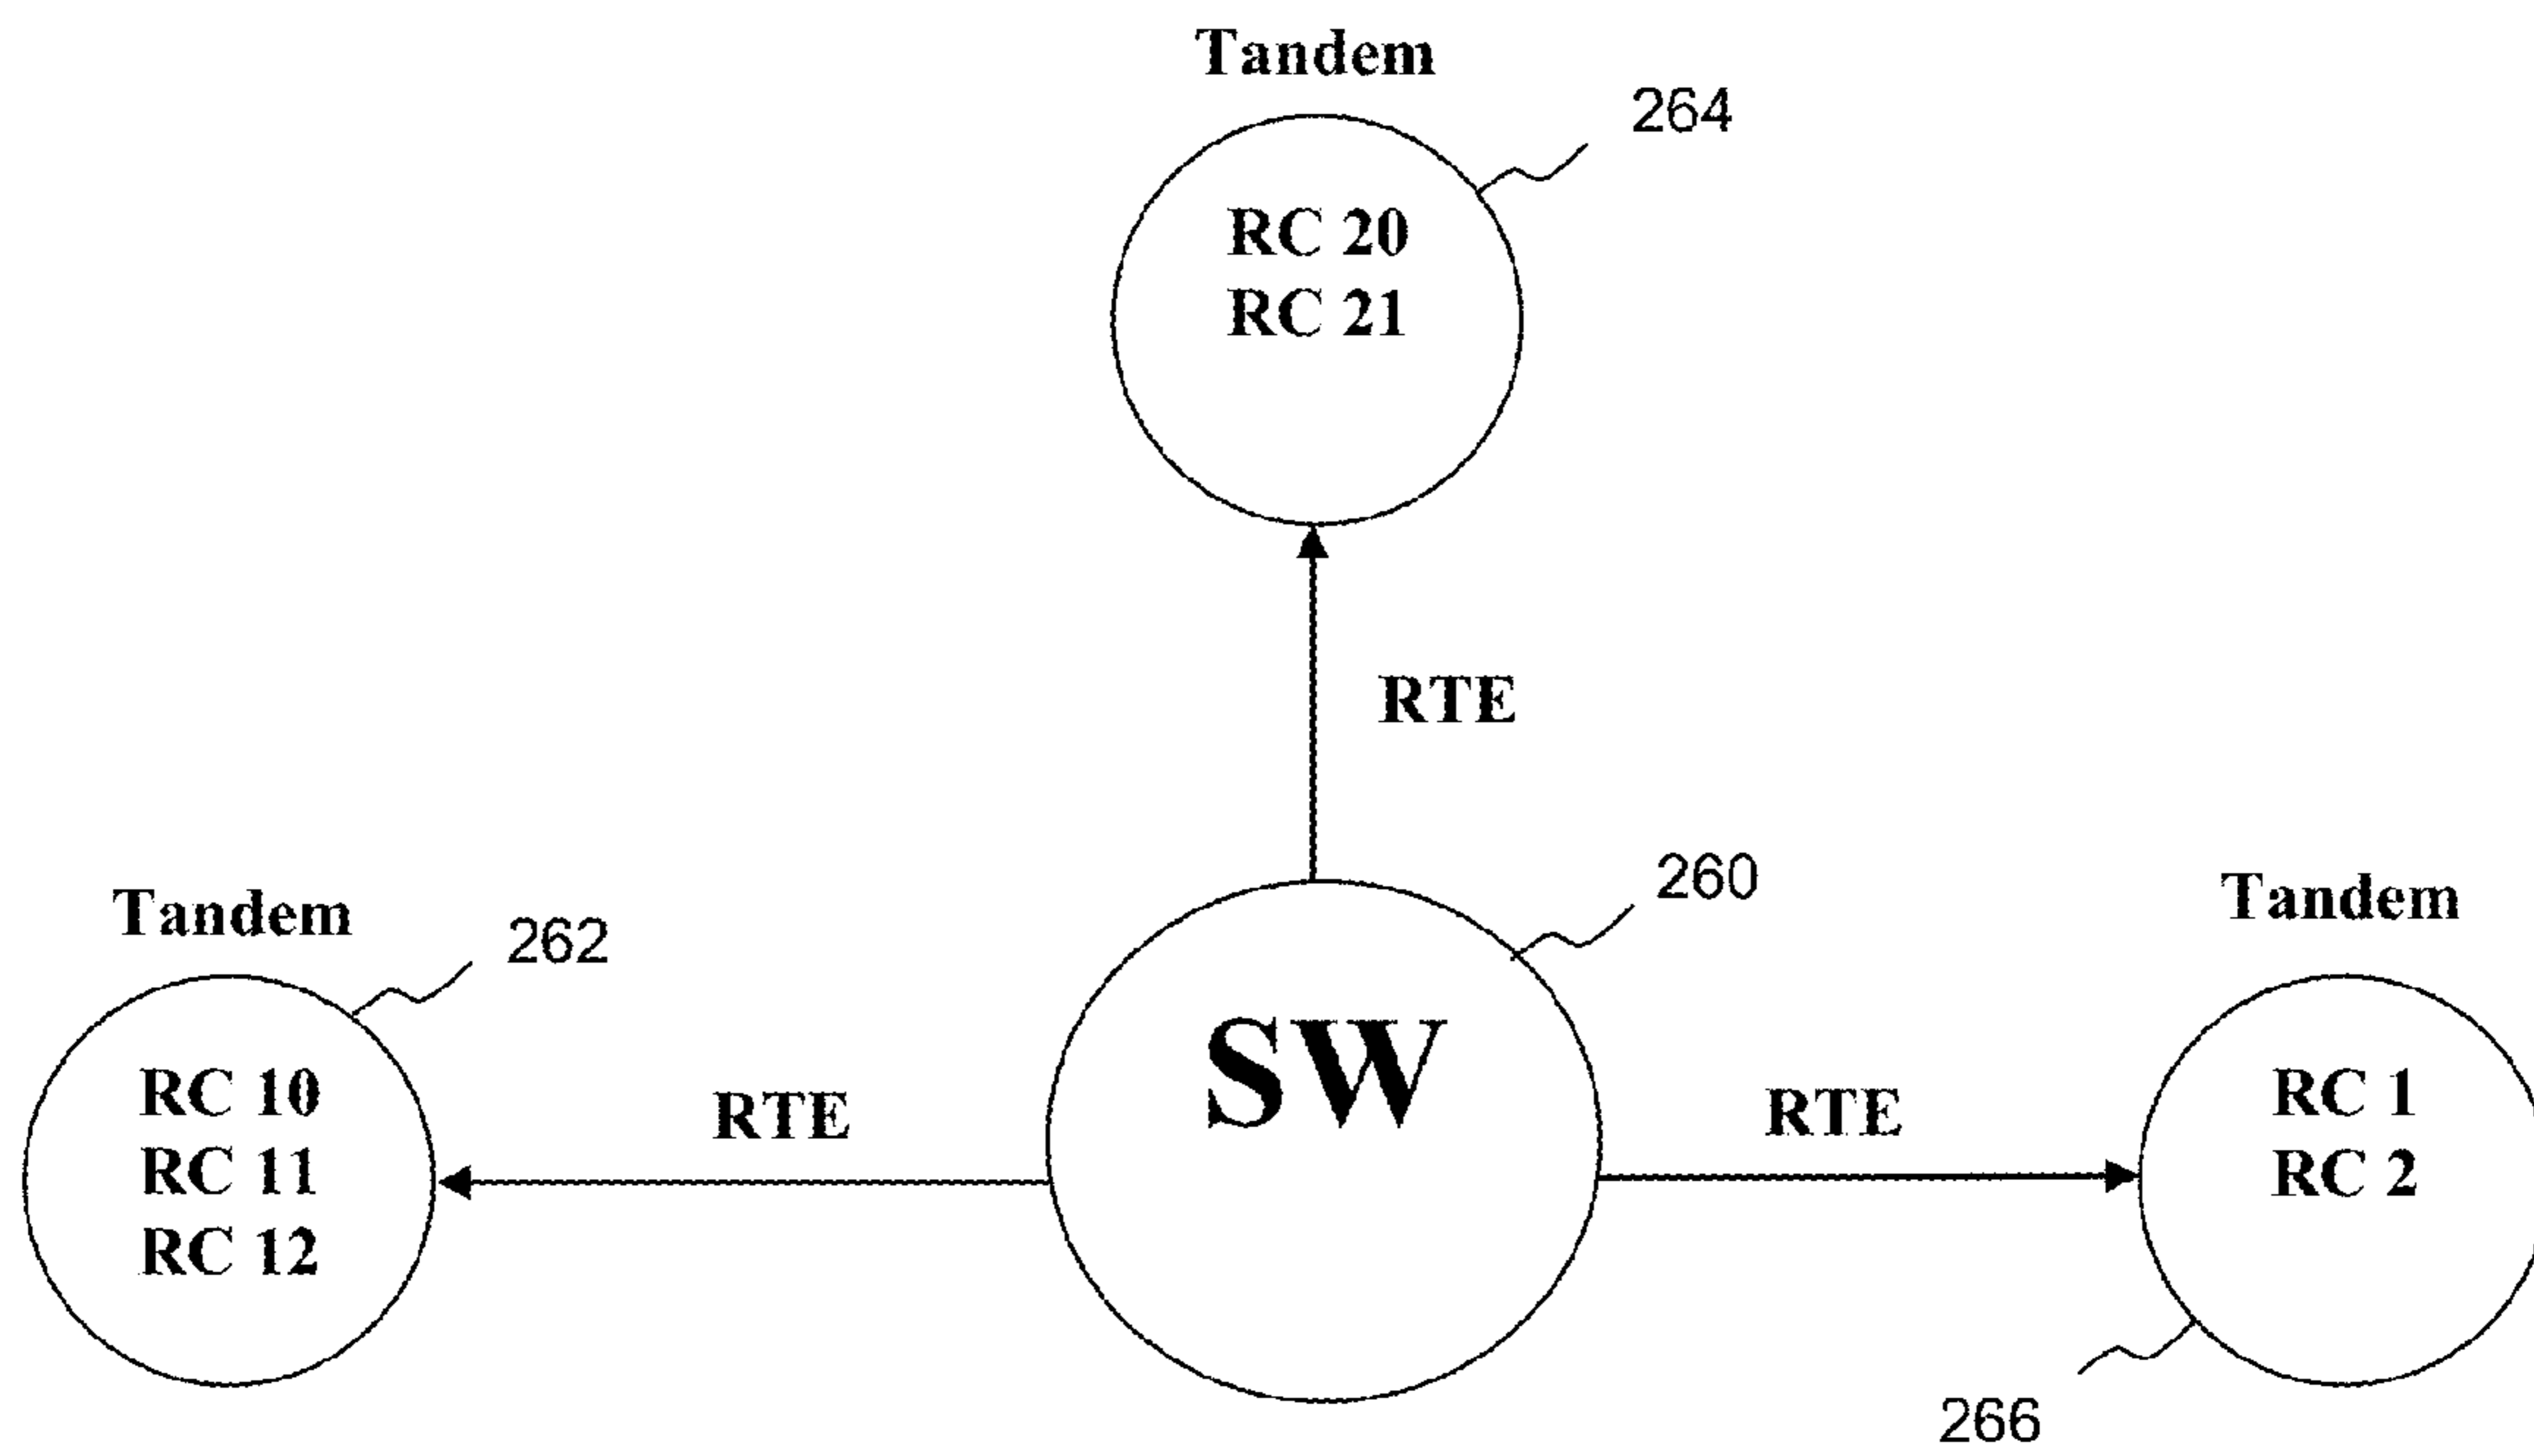 Tandem
264
RC 20
RC 21
RTE
260
Tandem
262
Tandem
SW
RC 10
RC 11
RC 12
RTE
RTE
RC 1
RC 2
266